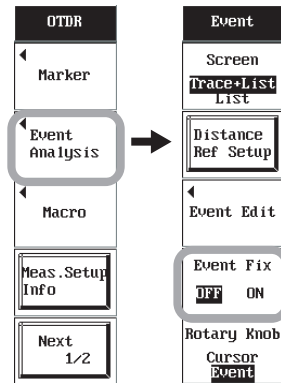 OTDR
Marker
Event
Analysis
Macro
Meas.Setup
Info
Next
1/2
Event
Screen
Trace+List
List
Distance
Ref Setup
Event Edit
Event Fix
OFF ON
Rotary Knob
Cursor
Event